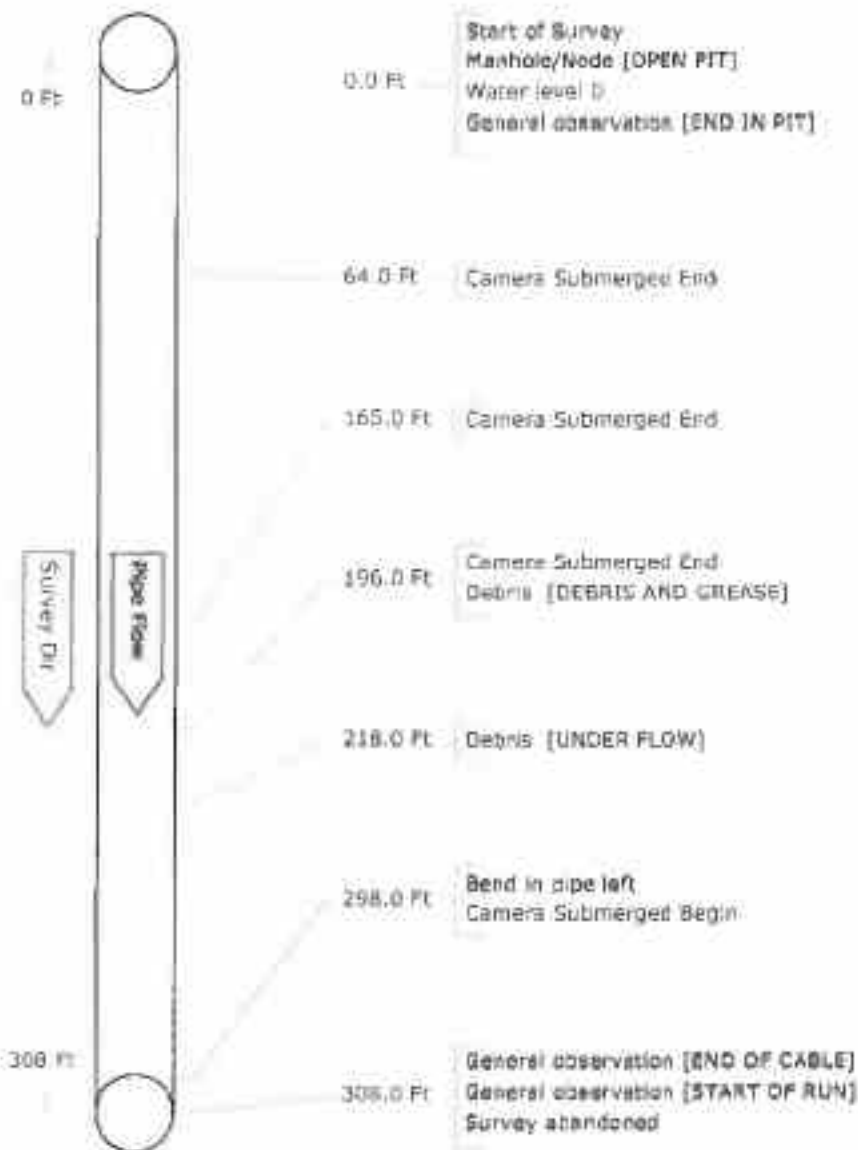 Start of Survey
Manhole/Node [OPEN PIT]
0.0 Ft
Water level 0
0 Ft
General observation [END IN PIT]
64.0 Ft Camera Submerged End
165.0 Ft Camera Submerged End
Camera Submerged End
196.0 Ft
Debris [DEBRIS AND GREASE]
Survey Dir
Pipe Flow
218.0 Ft Debris [UNDER FLOW]
Bend in pipe left
298.0 Ft
Camera Submerged Begin
308 Ft
General observation [END OF CABLE]
308.0 Ft General observation [START OF RUN]
Survey abandoned